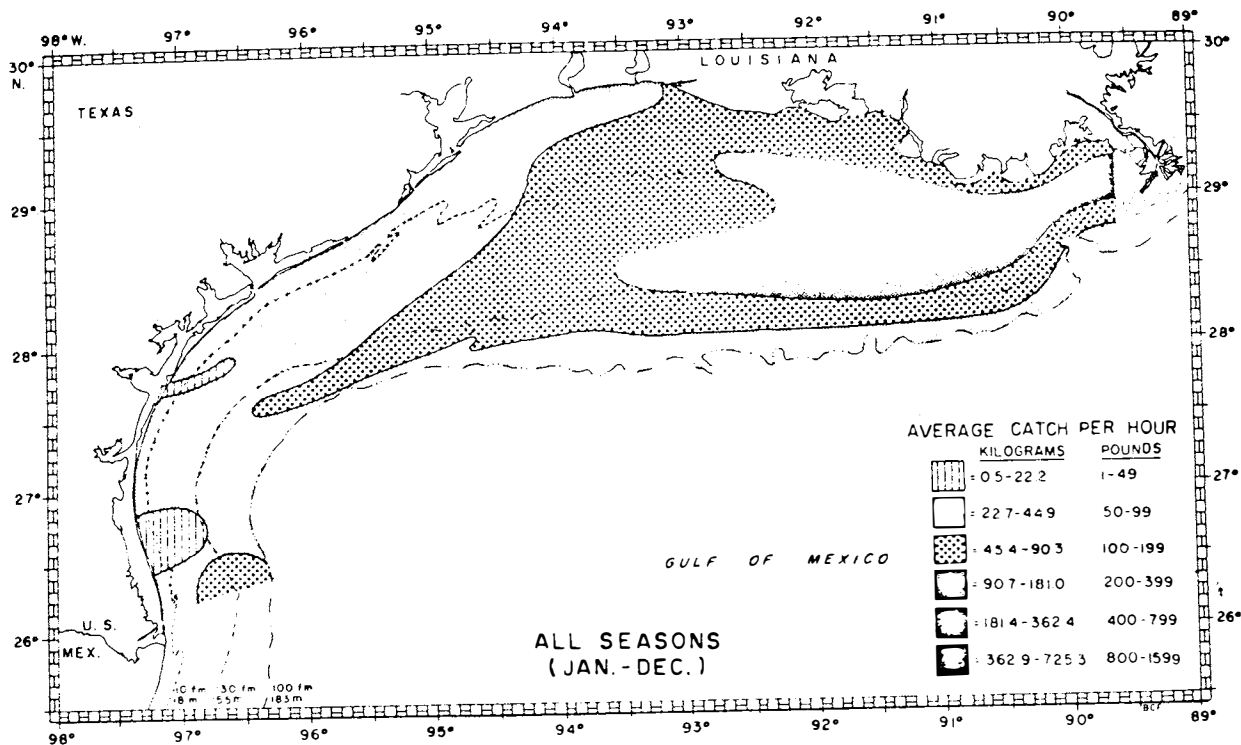 98°W. 97° 96° 95° 94° 93° 92° 91° 90° 89°
30° N.
30°
LOUISIANA
TEXAS
29°
29°
28°
28°
AVERAGE CATCH PER HOUR
KILOGRAMS POUNDS
= 0.5-22.2 1-49
27°
27°
= 22.7-44.9 50-99
= 45.4-90.3 100-199
GULF OF MEXICO
= 90.7-181.0 200-399
= 181.4-362.4 400-799
= 362.9-725.3 800-1599
26°
26°
U. S.
MEX.
ALL SEASONS
(JAN.-DEC.)
10 fm 30 fm 100 fm
18m 55m 183m
BCF
98° 97° 96° 95° 94° 93° 92° 91° 90° 89°